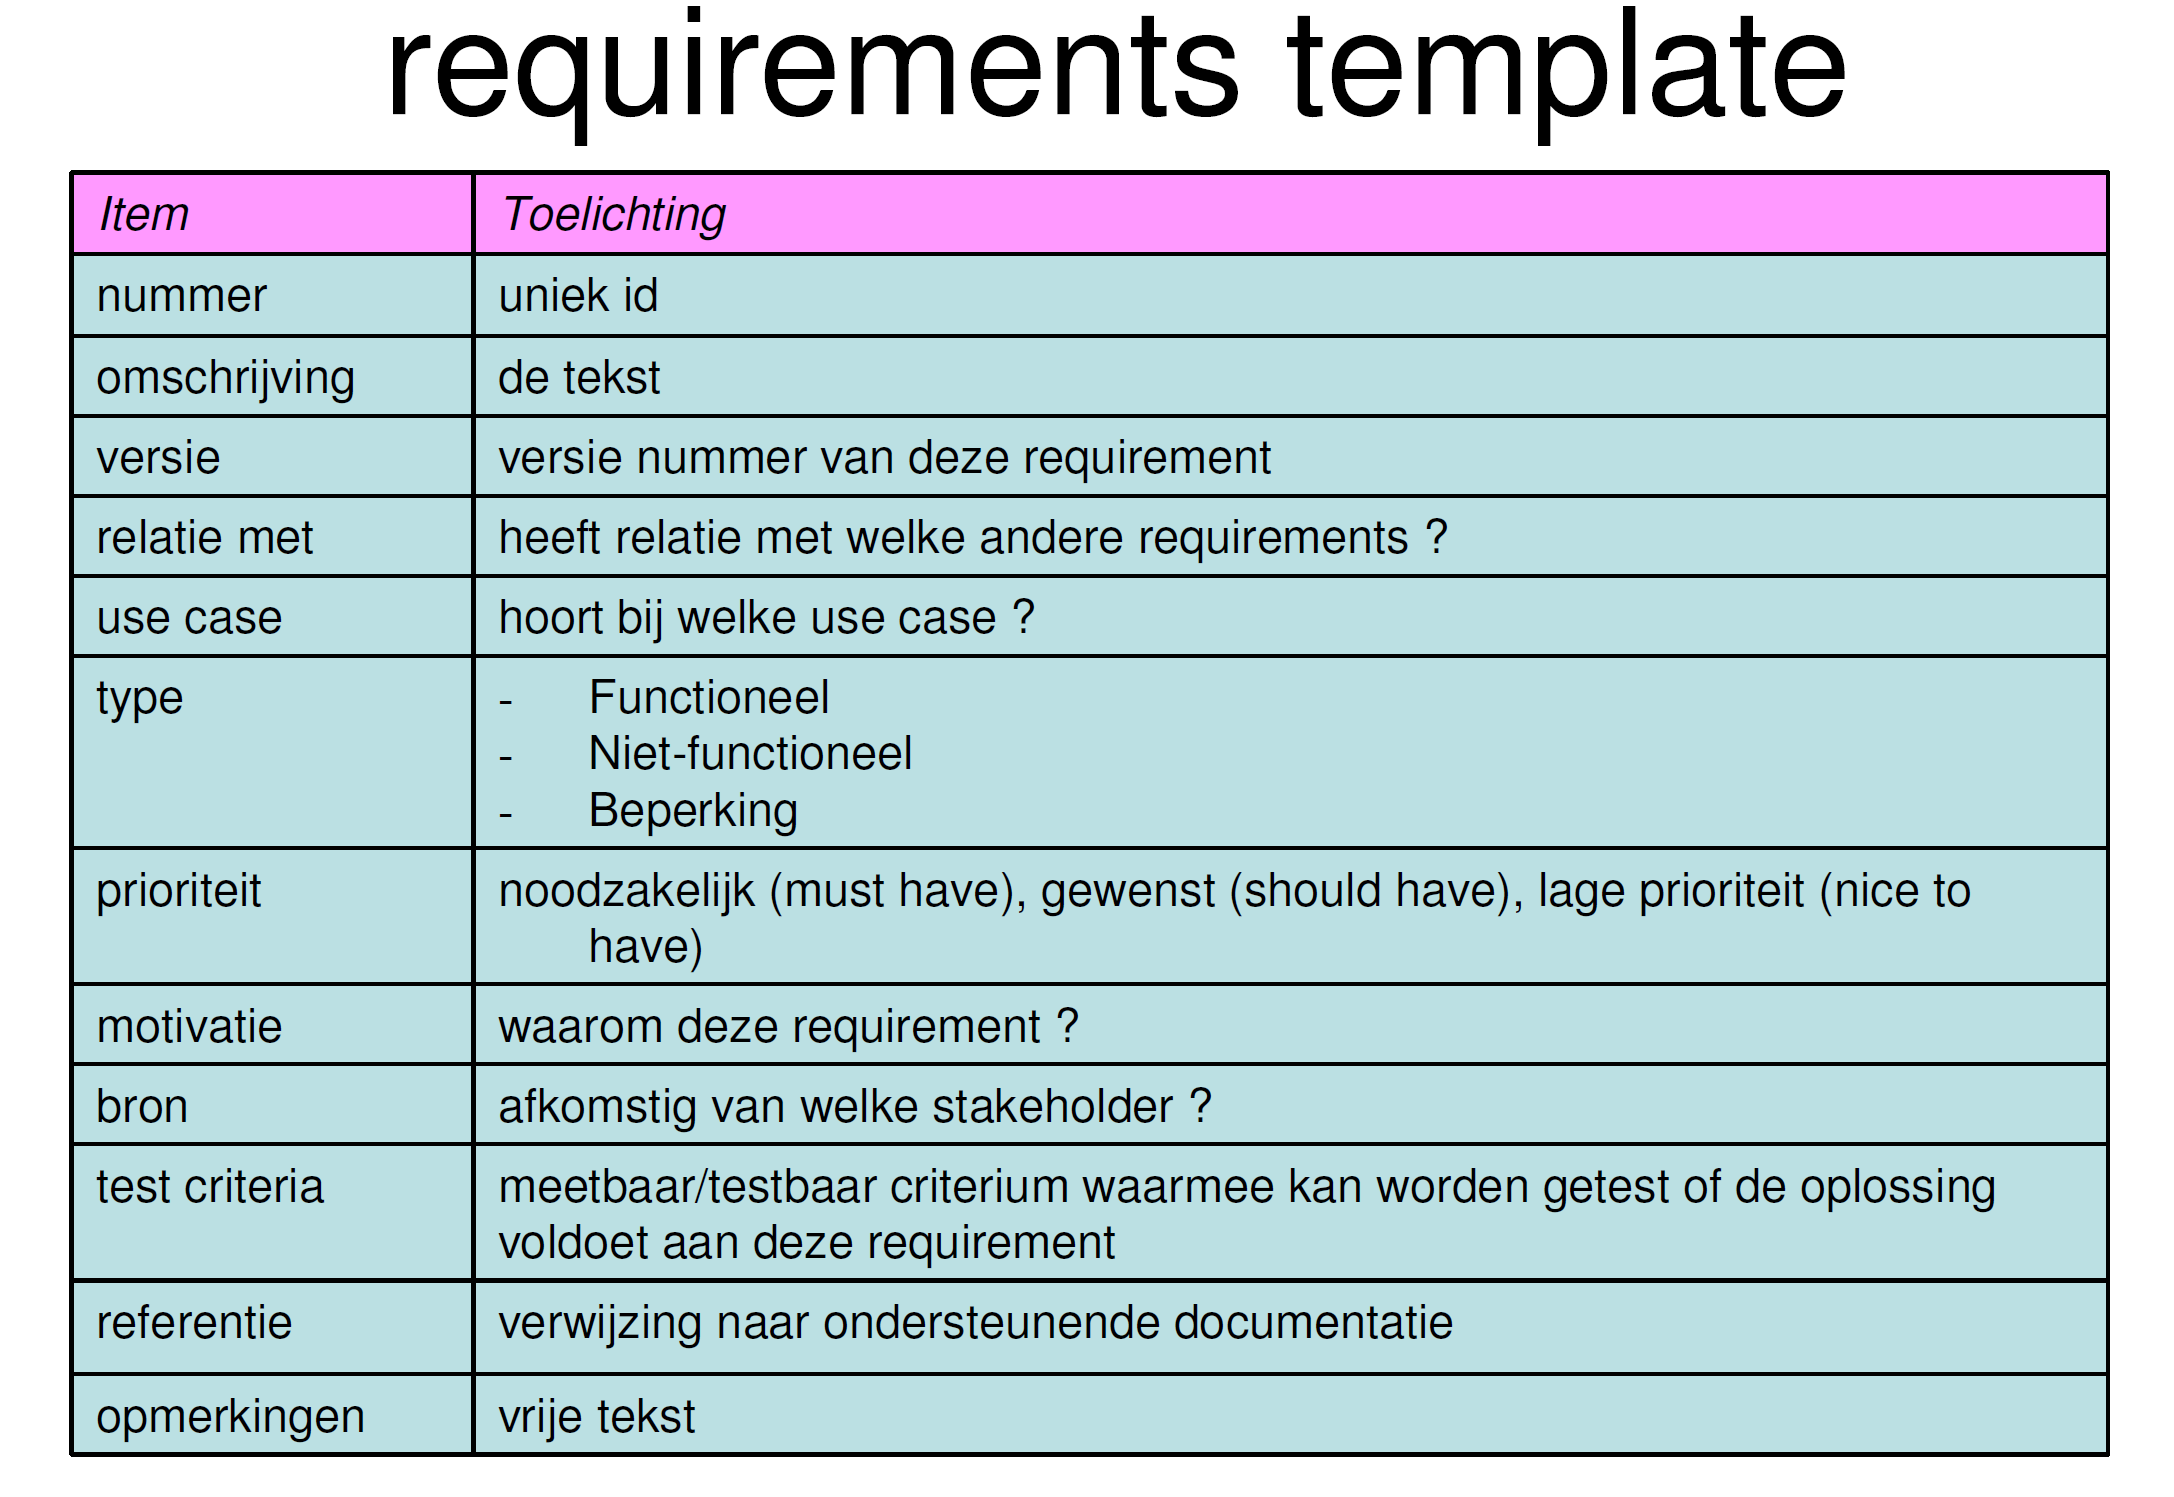 requirements template
Item Toelichting
nummer uniek id
omschrijving de tekst
versie versie nummer van deze requirement
relatie met heeft relatie met welke andere requirements ?
use case hoort bij welke use case ?
type - Functioneel
- Niet-functioneel
- Beperking
prioriteit noodzakelijk (must have), gewenst (should have), lage prioriteit (nice to
have)
motivatie waarom deze requirement ?
bron afkomstig van welke stakeholder ?
test criteria meetbaar/testbaar criterium waarmee kan worden getest of de oplossing
voldoet aan deze requirement
referentie verwijzing naar ondersteunende documentatie
opmerkingen vrije tekst